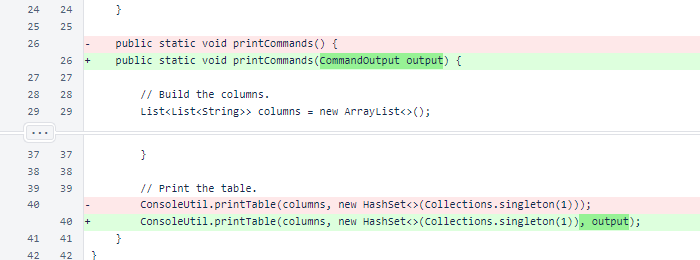 24 24 }
25 25
26 - public static void printCommands() {
26 + public static void printCommands(CommandOutput output) {
27 27
28 28 // Build the columns.
29 29 List<List<String>> columns = new ArrayList<>();
...
37 37 }
38 38
39 39 // Print the table.
40 - ConsoleUtil.printTable(columns, new HashSet<>(Collections.singleton(1)));
40 + ConsoleUtil.printTable(columns, new HashSet<>(Collections.singleton(1)), output);
41 41 }
42 42 }